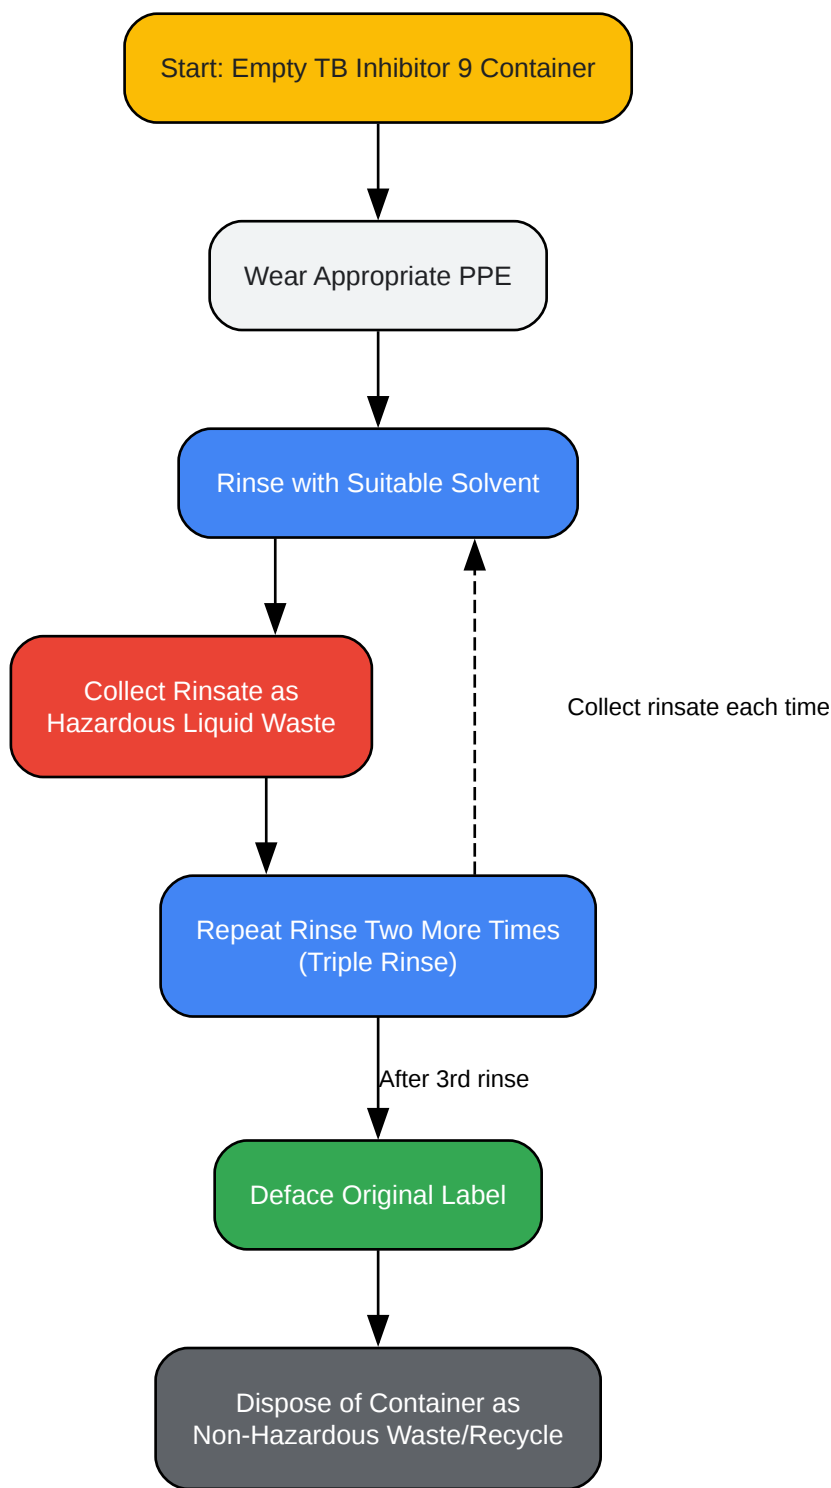 Start: Empty TB Inhibitor 9 Container
Wear Appropriate PPE
Rinse with Suitable Solvent
Collect Rinsate as
Hazardous Liquid Waste
Collect rinsate each time
Repeat Rinse Two More Times
(Triple Rinse)
After 3rd rinse
Deface Original Label
Dispose of Container as
Non-Hazardous Waste/Recycle